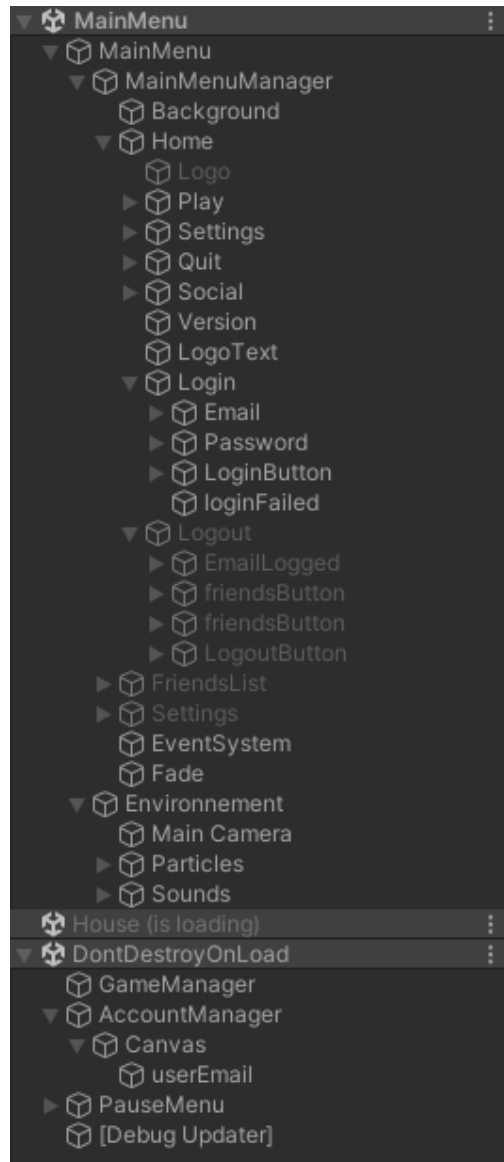 MainMenu
MainMenu
MainMenuManager
Background
Home
Logo
Play
Settings
Quit
Social
Version
LogoText
Login
Email
Password
LoginButton
loginFailed
Logout
EmailLogged
friendsButton
friendsButton
LogoutButton
FriendsList
Settings
EventSystem
Fade
Environnement
Main Camera
Particles
Sounds
House (is loading)
DontDestroyOnLoad
GameManager
AccountManager
Canvas
userEmail
PauseMenu
[Debug Updater]